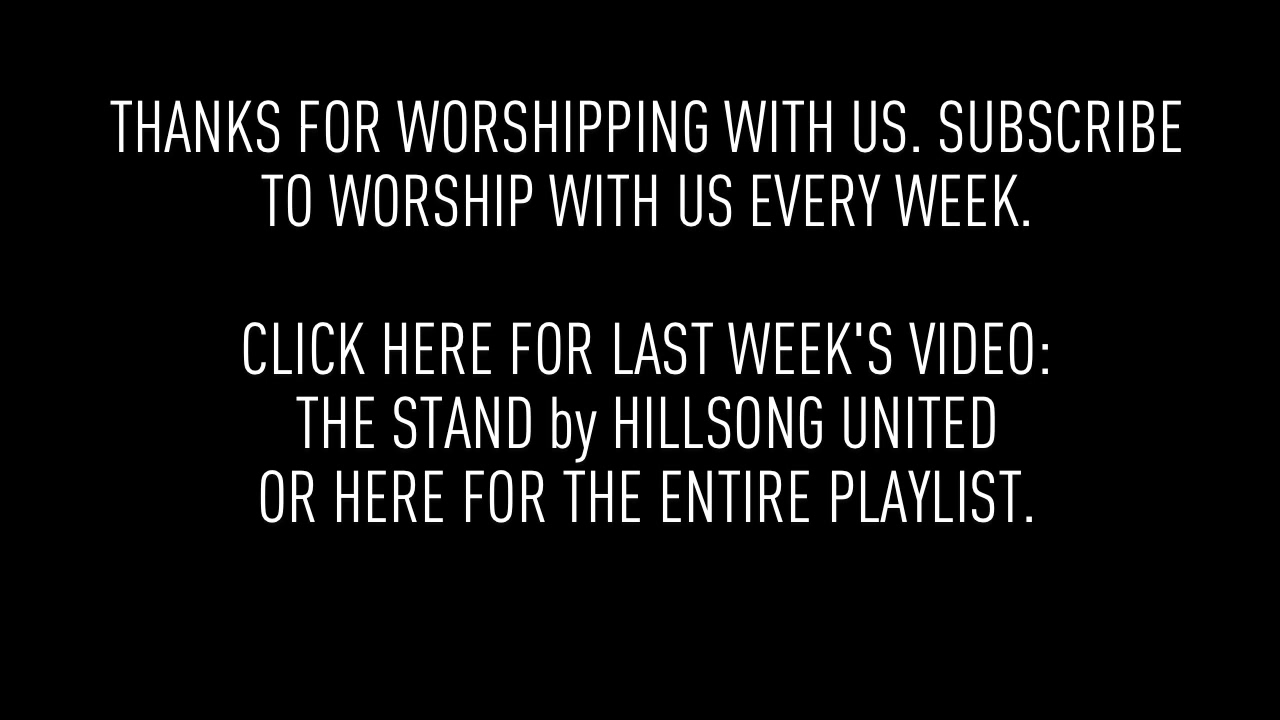 THANKS FOR WORSHIPPING WITH US. SUBSCRIBE
TO WORSHIP WITH US EVERY WEEK.
CLICK HERE FOR LAST WEEK'S VIDEO:
THE STAND by HILLSONG UNITED
OR HERE FOR THE ENTIRE PLAYLIST.